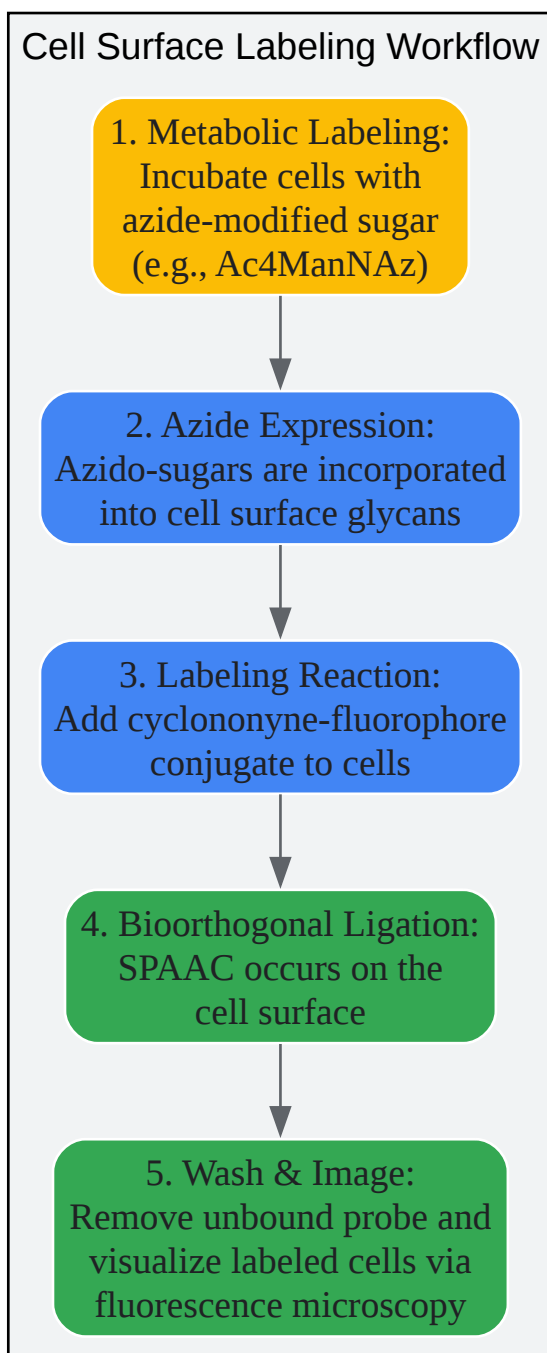 Cell Surface Labeling Workflow
1. Metabolic Labeling:
Incubate cells with
azide-modified sugar
(e.g., Ac4ManNAz)
2. Azide Expression:
Azido-sugars are incorporated
into cell surface glycans
3. Labeling Reaction:
Add cyclononyne-fluorophore
conjugate to cells
4. Bioorthogonal Ligation:
SPAAC occurs on the
cell surface
5. Wash & Image:
Remove unbound probe and
visualize labeled cells via
fluorescence microscopy